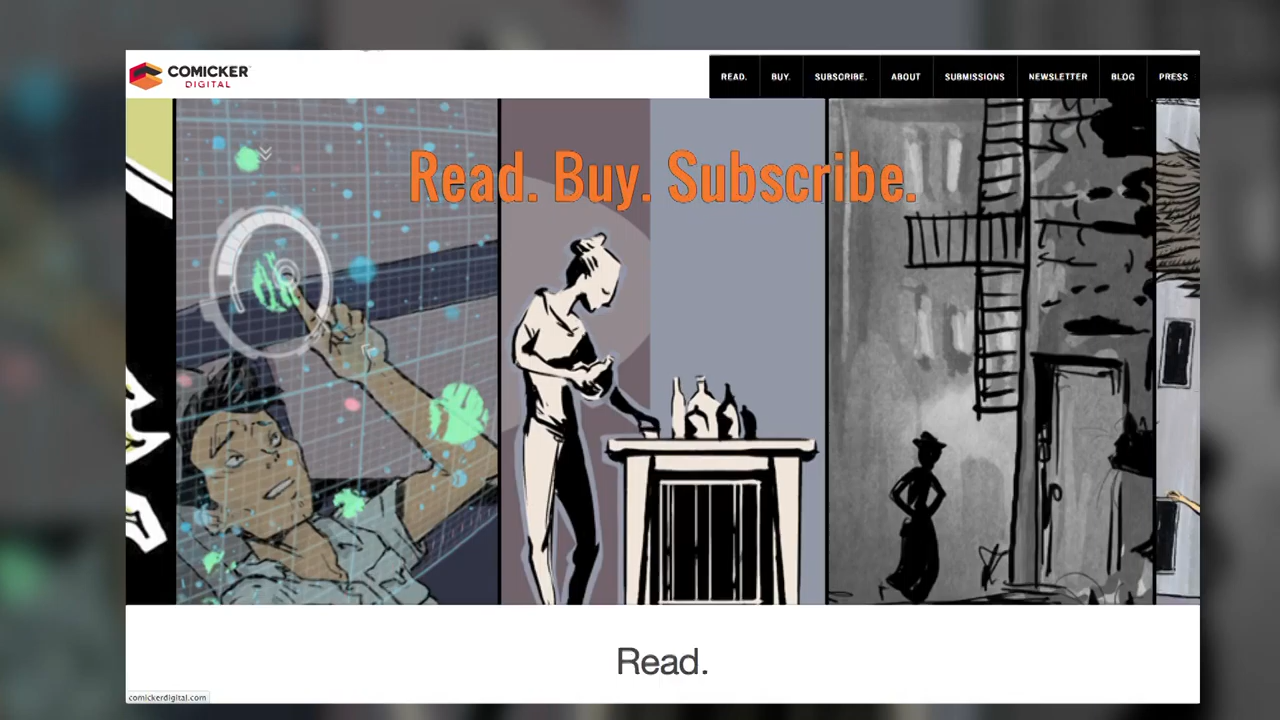 COMICKER
DIGITAL
READ. BUY. SUBSCRIBE. ABOUT SUBMISSIONS NEWSLETTER BLOG PRESS
Read. Buy. Subscribe.
Read.
comickerdigital.com